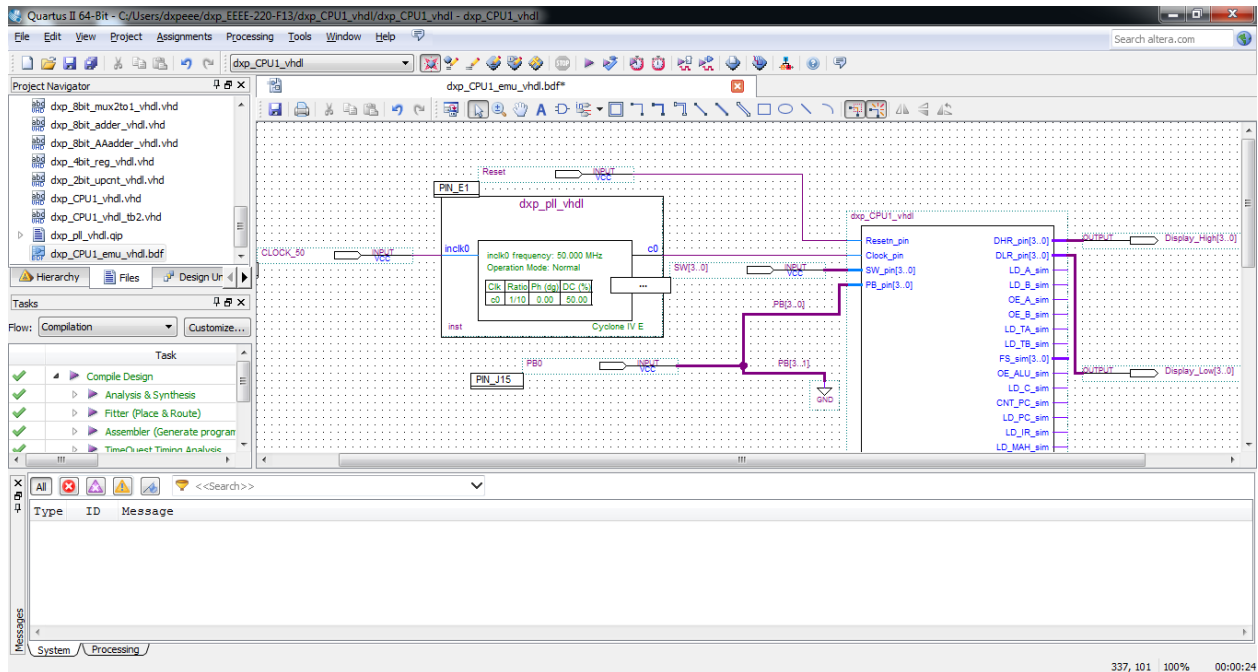 Quartus II 64-Bit - C:/Users/dxpeee/dxp_EEEE-220-F13/dxp_CPU1_vhdl/dxp_CPU1_vhdl - dxp_CPU1_vhdl
File Edit View Project Assignments Processing Tools Window Help
Search altera.com
dxp_CPU1_vhdl
Project Navigator
dxp_8bit_mux2to1_vhdl.vhd
dxp_8bit_adder_vhdl.vhd
dxp_8bit_AAadder_vhdl.vhd
dxp_4bit_reg_vhdl.vhd
dxp_2bit_upcnt_vhdl.vhd
dxp_CPU1_vhdl.vhd
dxp_CPU1_vhdl_tb2.vhd
dxp_pll_vhdl.qip
dxp_CPU1_emu_vhdl.bdf
Hierarchy Files Design Un
Tasks
Flow: Compilation Customize...
Task
Compile Design
Analysis & Synthesis
Fitter (Place & Route)
Assembler (Generate program
TimeQuest Timing Analysis
dxp_CPU1_emu_vhdl.bdf*
Reset INPUT VCC
PIN_E1
dxp_pll_vhdl
CLOCK_50 INPUT VCC
inclk0 c0
inclk0 frequency: 50.000 MHz
Operation Mode: Normal
Clk Ratio Ph (dg) DC (%)
c0 1/10 0.00 50.00
...
inst Cyclone IV E
SW[3..0] INPUT VCC
PB[3..0]
PB0 INPUT VCC
PIN_J15
PB[3..1]
GND
dxp_CPU1_vhdl
Resetn_pin DHR_pin[3..0] OUTPUT Display_High[3..0]
Clock_pin DLR_pin[3..0]
SW_pin[3..0] LD_A_sim
PB_pin[3..0] LD_B_sim
OE_A_sim
OE_B_sim
LD_TA_sim
LD_TB_sim
FS_sim[3..0]
OE_ALU_sim OUTPUT Display_Low[3..0]
LD_C_sim
CNT_PC_sim
LD_PC_sim
LD_IR_sim
LD_MAH_sim
All <<Search>>
Type ID Message
Messages
System Processing
337, 101 100% 00:00:24